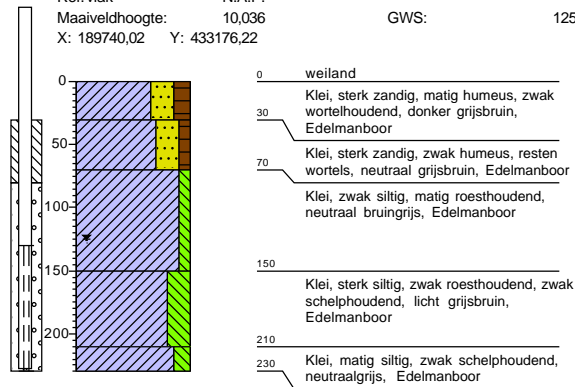 Maaiveldhoogte: 10,036 GWS: 125
X: 189740,02 Y: 433176,22
0
50
100
150
200
0 weiland
Klei, sterk zandig, matig humeus, zwak
wortelhoudend, donker grijsbruin,
Edelmanboor
30
Klei, sterk zandig, zwak humeus, resten
wortels, neutraal grijsbruin, Edelmanboor
70
Klei, zwak siltig, matig roesthoudend,
neutraal bruingrijs, Edelmanboor
150
Klei, sterk siltig, zwak roesthoudend, zwak
schelphoudend, licht grijsbruin,
Edelmanboor
210
Klei, matig siltig, zwak schelphoudend,
neutraalgrijs, Edelmanboor
230